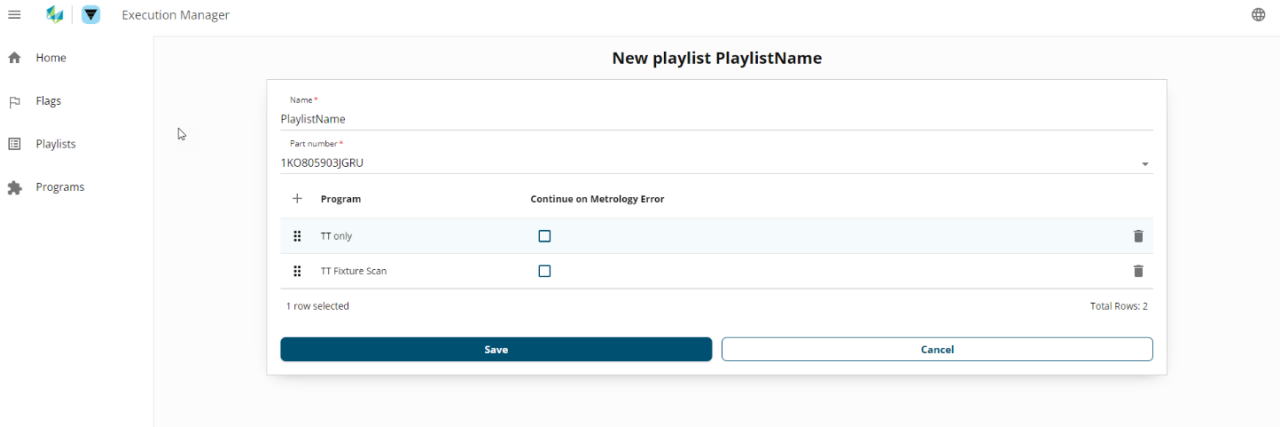 Execution Manager
Home
Flags
Playlists
Programs
New playlist PlaylistName
Name *
PlaylistName
Part number *
1KO805903JGRU
Program Continue on Metrology Error
TT only
TT Fixture Scan
1 row selected Total Rows: 2
Save Cancel